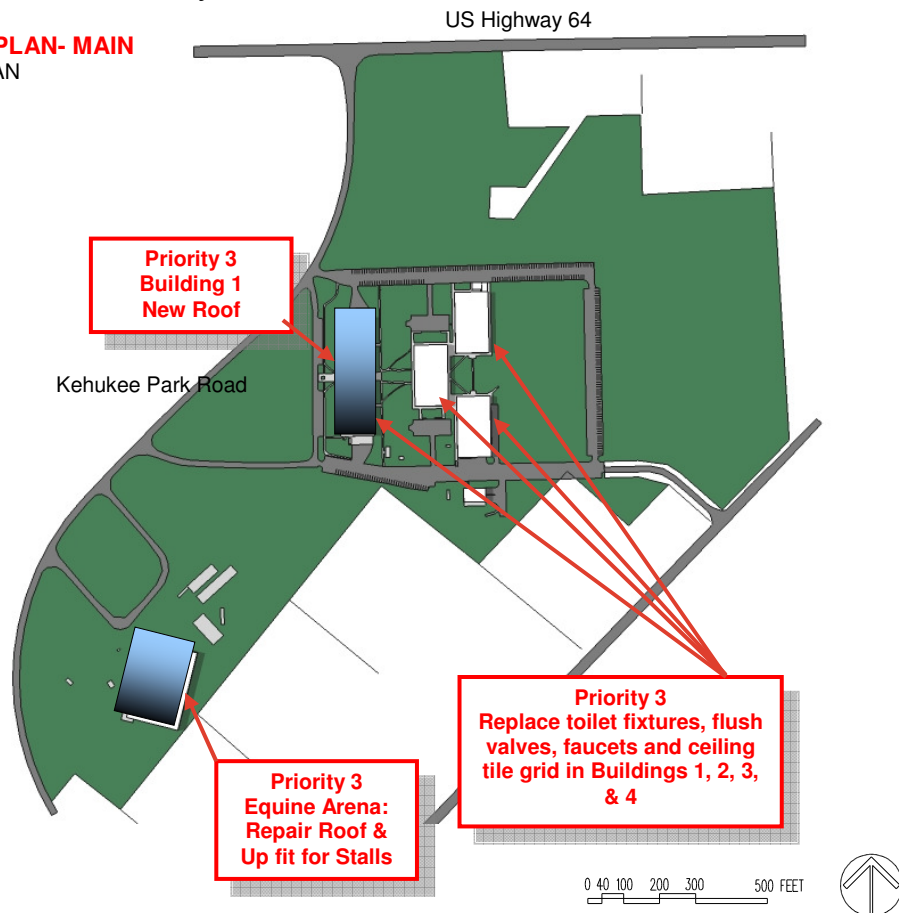 US Highway 64
PLAN- MAIN
AN
Priority 3
Building 1
New Roof
Kehukee Park Road
Priority 3
Replace toilet fixtures, flush
valves, faucets and ceiling
tile grid in Buildings 1, 2, 3,
& 4
Priority 3
Equine Arena:
Repair Roof &
Up fit for Stalls
0 40 100 200 300 500 FEET